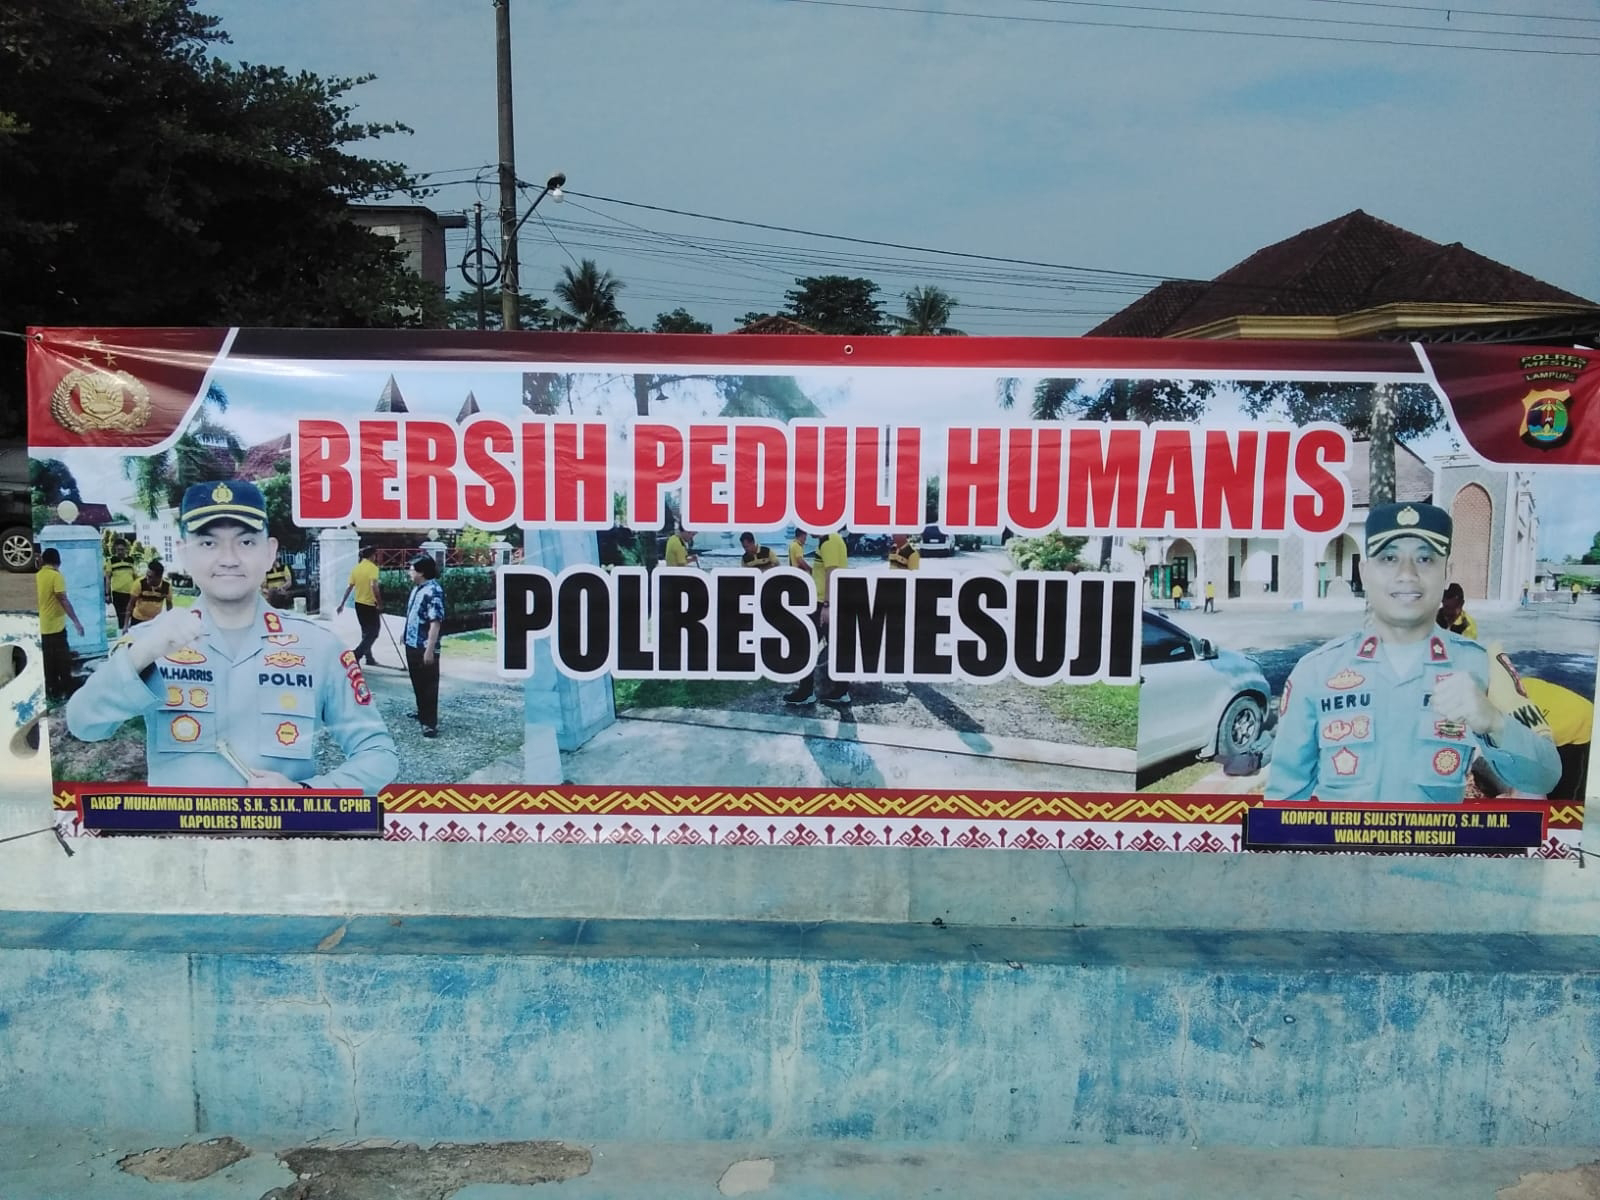 POLRES
MESUJI
LAMPUNG
BERSIH PEDULI HUMANIS
POLRES MESUJI
M.HARRIS
POLRI
HERU
AKBP MUHAMMAD HARRIS, S.H., S.I.K., M.I.K., CPHR
KAPOLRES MESUJI
KOMPOL HERU SULISTYANANTO, S.H., M.H.
WAKAPOLRES MESUJI